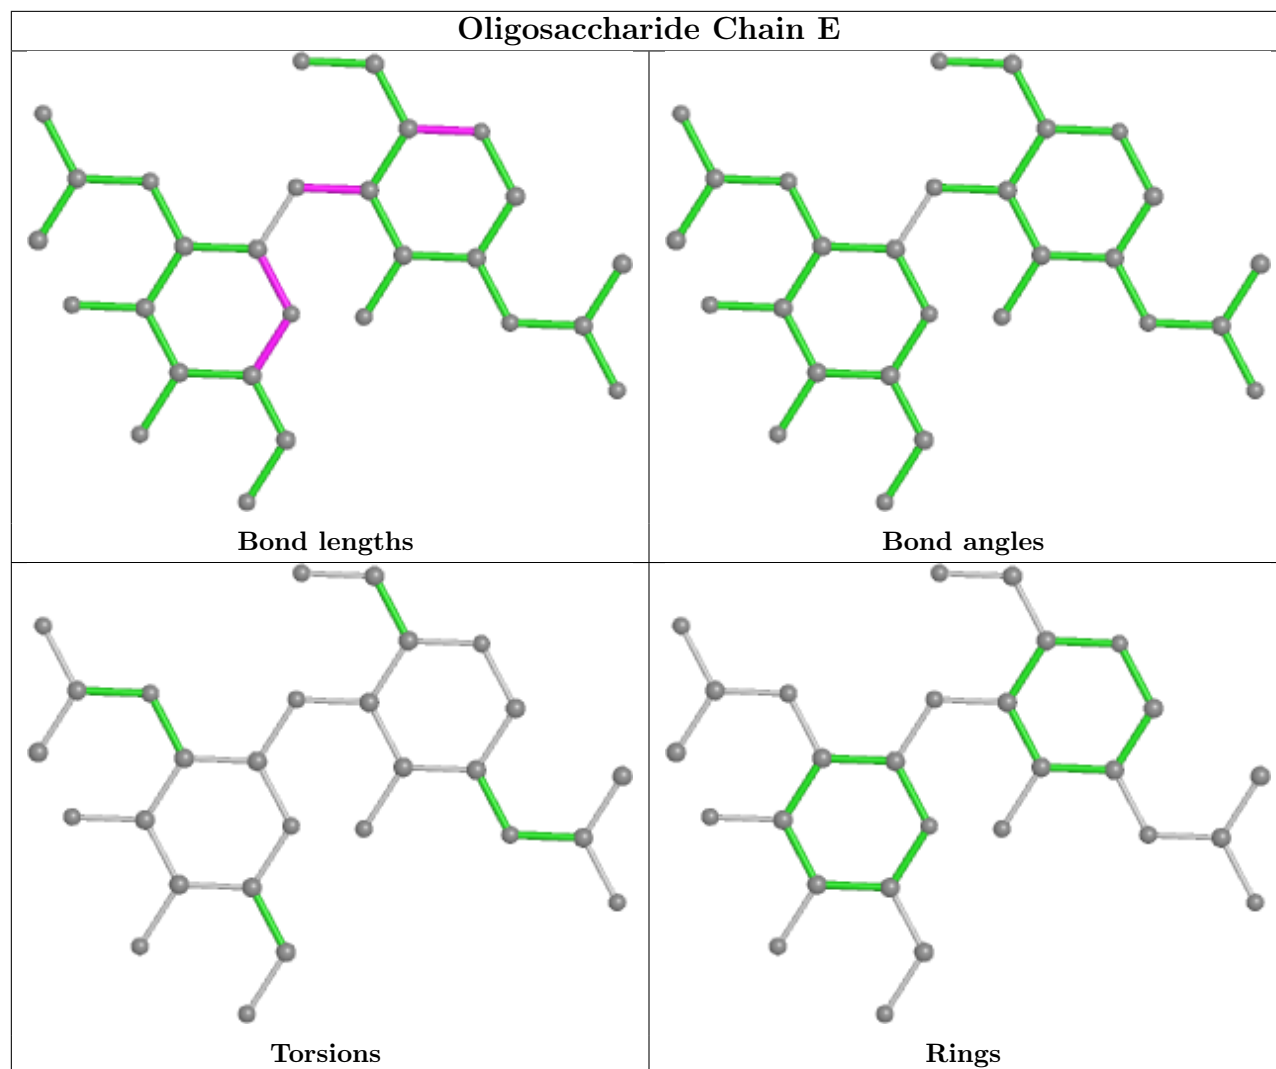 Oligosaccharide Chain E
Bond lengths
Bond angles
Torsions
Rings